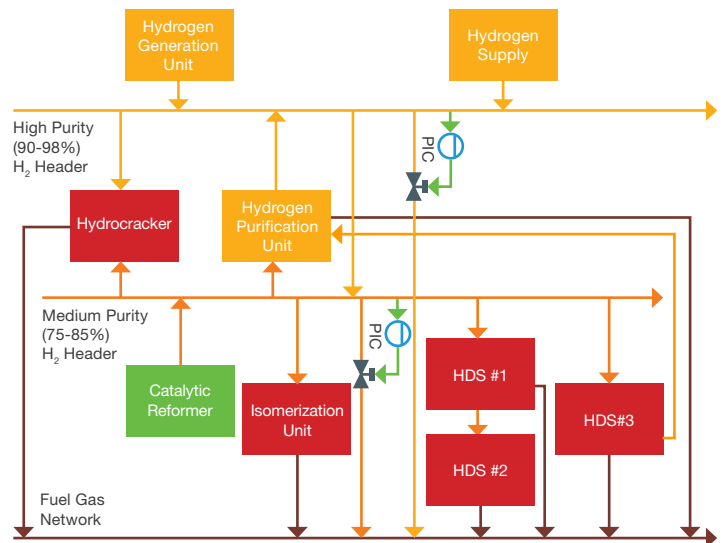 Hydrogen
Generation
Unit
Hydrogen
Supply
High Purity
(90-98%)
H₂ Header
PIC
Hydrocracker
Hydrogen
Purification
Unit
Medium Purity
(75-85%)
H₂ Header
PIC
Catalytic
Reformer
Isomerization
Unit
HDS #1
HDS#3
HDS #2
Fuel Gas
Network